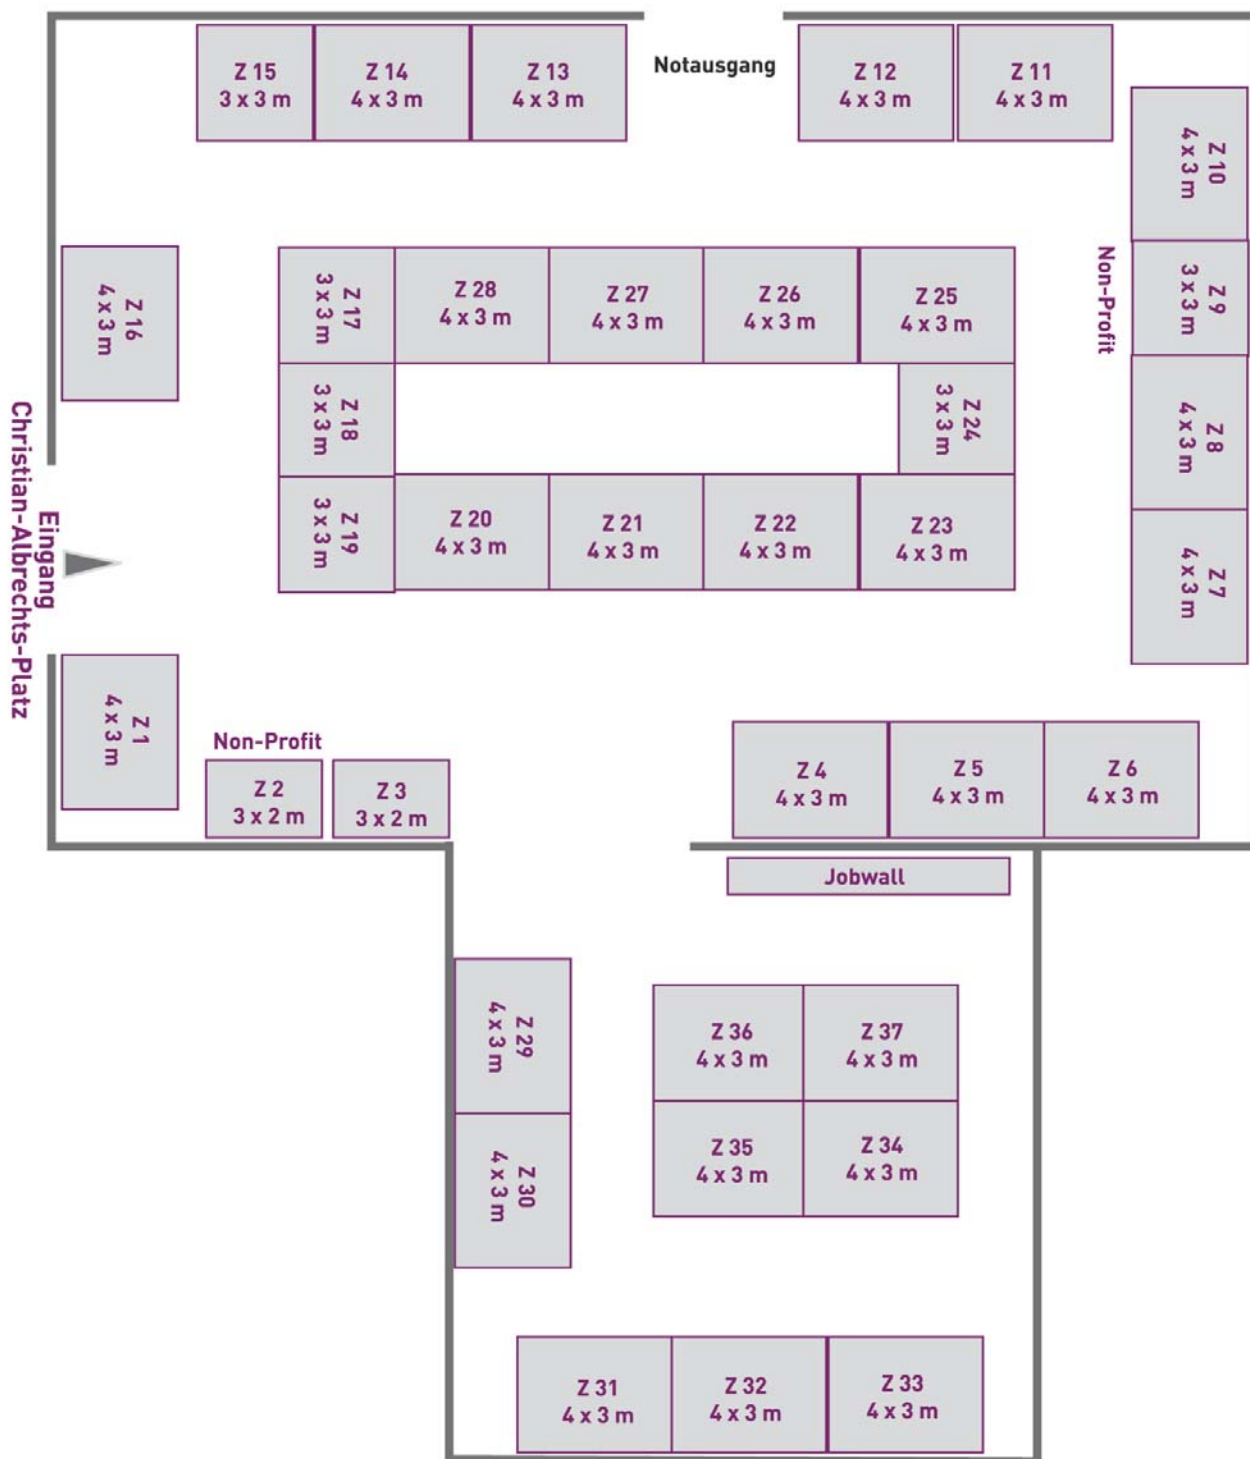 Z 15
3 x 3 m
Z 14
4 x 3 m
Z 13
4 x 3 m
Notausgang
Z 12
4 x 3 m
Z 11
4 x 3 m
Z 10
4 x 3 m
Z 16
4 x 3 m
Z 17
3 x 3 m
Z 28
4 x 3 m
Z 27
4 x 3 m
Z 26
4 x 3 m
Z 25
4 x 3 m
Non-Profit
Z 9
3 x 3 m
Z 18
3 x 3 m
Z 24
3 x 3 m
Z 8
4 x 3 m
Z 19
3 x 3 m
Z 20
4 x 3 m
Z 21
4 x 3 m
Z 22
4 x 3 m
Z 23
4 x 3 m
Z 7
4 x 3 m
Eingang
Christian-Albrechts-Platz
Z 1
4 x 3 m
Non-Profit
Z 2
3 x 2 m
Z 3
3 x 2 m
Z 4
4 x 3 m
Z 5
4 x 3 m
Z 6
4 x 3 m
Jobwall
Z 29
4 x 3 m
Z 36
4 x 3 m
Z 37
4 x 3 m
Z 30
4 x 3 m
Z 35
4 x 3 m
Z 34
4 x 3 m
Z 31
4 x 3 m
Z 32
4 x 3 m
Z 33
4 x 3 m